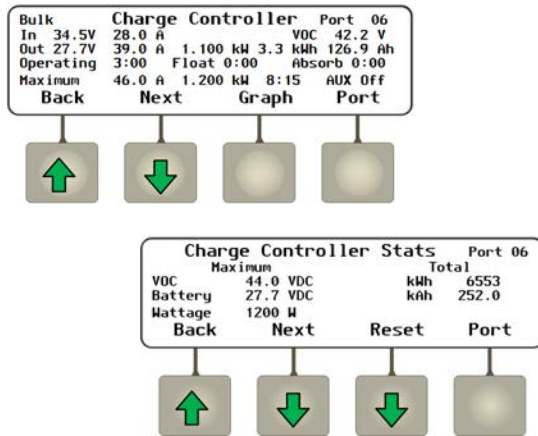 Bulk Charge Controller Port 06
In 34.5V 28.0 A VOC 42.2 V
Out 27.7V 39.0 A 1.100 kW 3.3 kWh 126.9 Ah
Operating 3:00 Float 0:00 Absorb 0:00
Maximum 46.0 A 1.200 kW 8:15 AUX Off
Back Next Graph Port
Charge Controller Stats Port 06
Maximum Total
VOC 44.0 VDC kWh 6553
Battery 27.7 VDC kAh 252.0
Wattage 1200 W
Back Next Reset Port